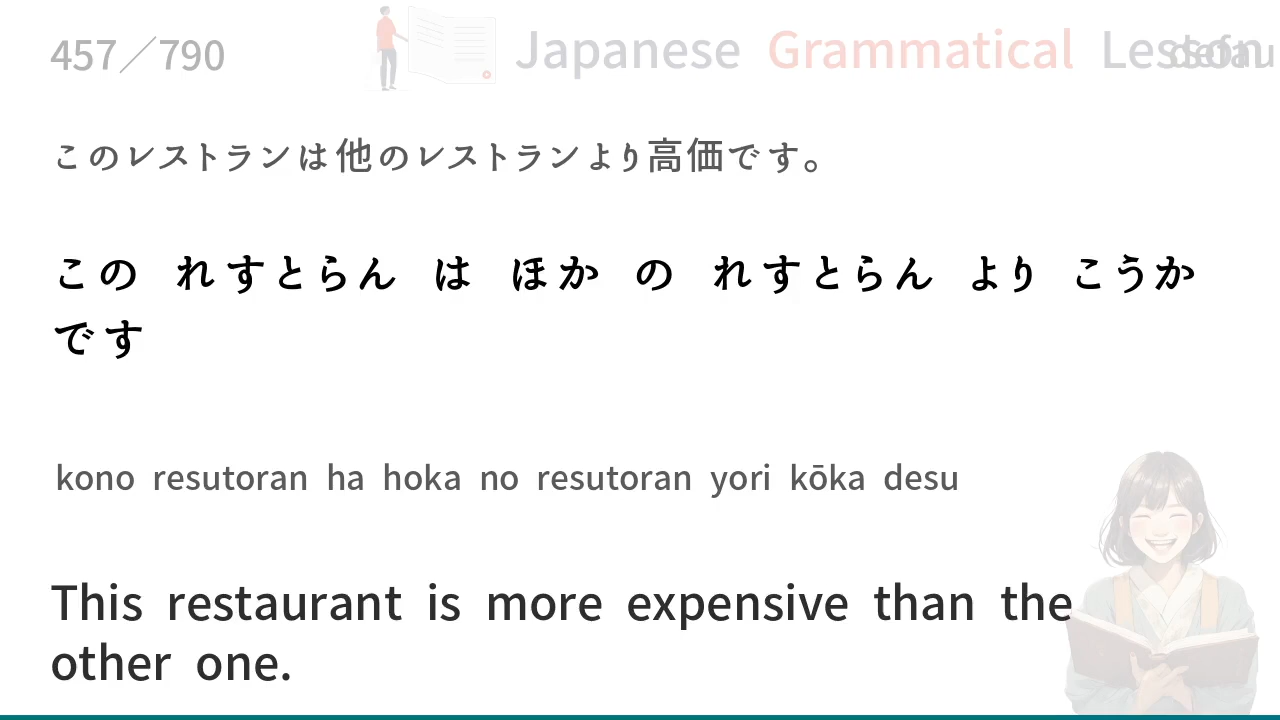 457／790
Japanese Grammatical Lesson
このレストランは他のレストランより高価です。
この れすとらん は ほか の れすとらん より こうか
です
kono resutoran ha hoka no resutoran yori kōka desu
This restaurant is more expensive than the
other one.